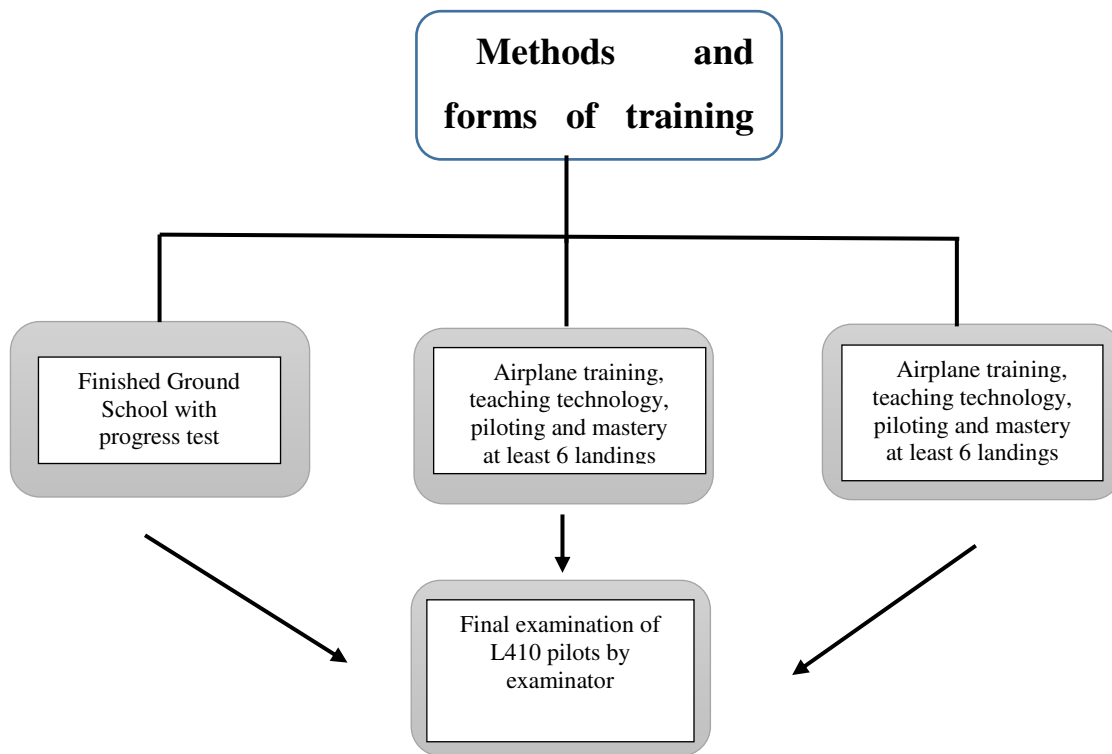 Methods and
forms of training
Finished Ground
School with
progress test
Airplane training,
teaching technology,
piloting and mastery
at least 6 landings
Airplane training,
teaching technology,
piloting and mastery
at least 6 landings
Final examination of
L410 pilots by
examinator